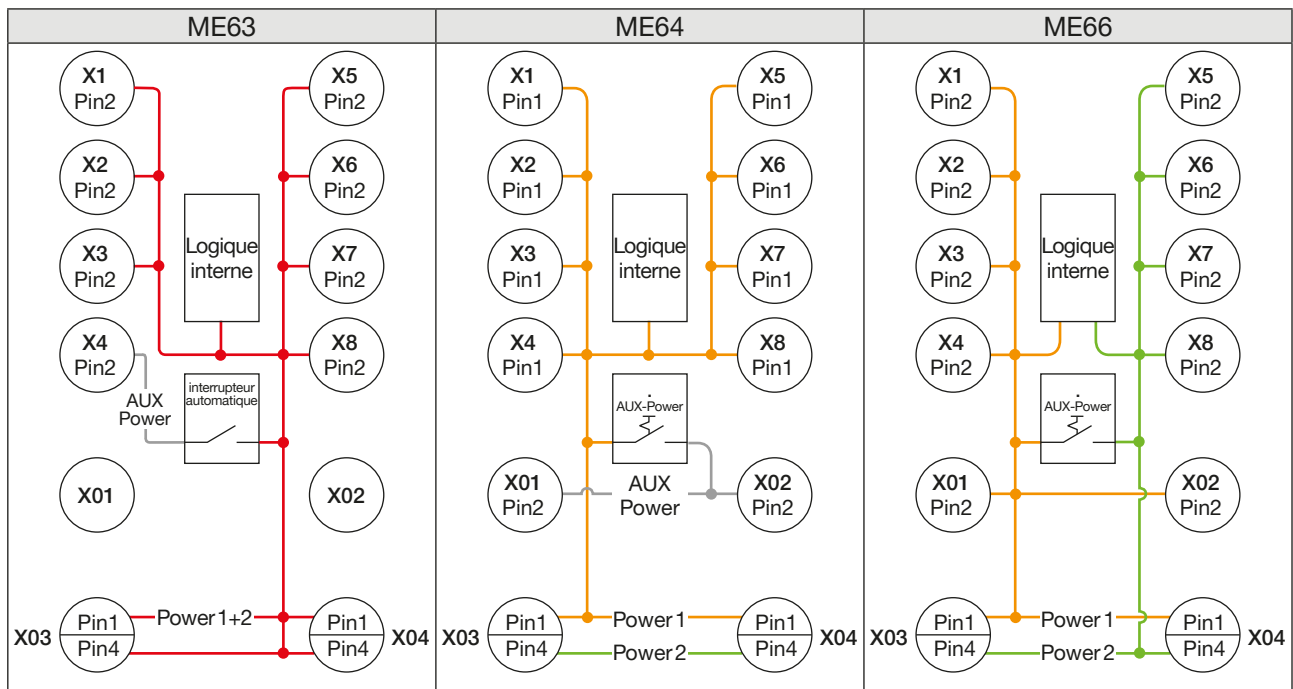 ME63
X1
Pin2
X5
Pin2
X2
Pin2
X6
Pin2
Logique
interne
X3
Pin2
X7
Pin2
X4
Pin2
X8
Pin2
AUX
Power
interrupteur
automatique
X01
X02
X03
Pin1
Pin4
Power 1+2
Pin1
Pin4
X04
ME64
X1
Pin1
X5
Pin1
X2
Pin1
X6
Pin1
Logique
interne
X3
Pin1
X7
Pin1
X4
Pin1
X8
Pin1
AUX-Power
X01
Pin2
AUX
Power
X02
Pin2
X03
Pin1
Pin4
Power 1
Power 2
Pin1
Pin4
X04
ME66
X1
Pin2
X5
Pin2
X2
Pin2
X6
Pin2
Logique
interne
X3
Pin2
X7
Pin2
X4
Pin2
X8
Pin2
AUX-Power
X01
Pin2
X02
Pin2
X03
Pin1
Pin4
Power 1
Power 2
Pin1
Pin4
X04